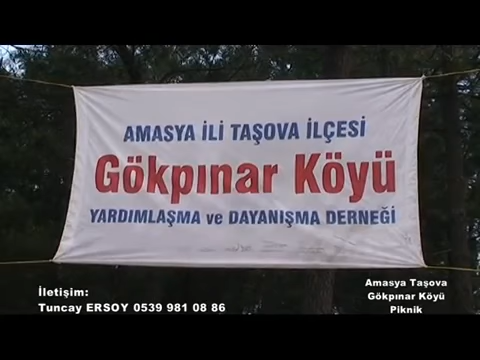 AMASYA İLİ TAŞOVA İLÇESİ
Gökpınar Köyü
YARDIMLAŞMA ve DAYANIŞMA DERNEĞİ
İletişim:
Tuncay ERSOY 0539 981 08 86
Amasya Taşova
Gökpınar Köyü
Piknik